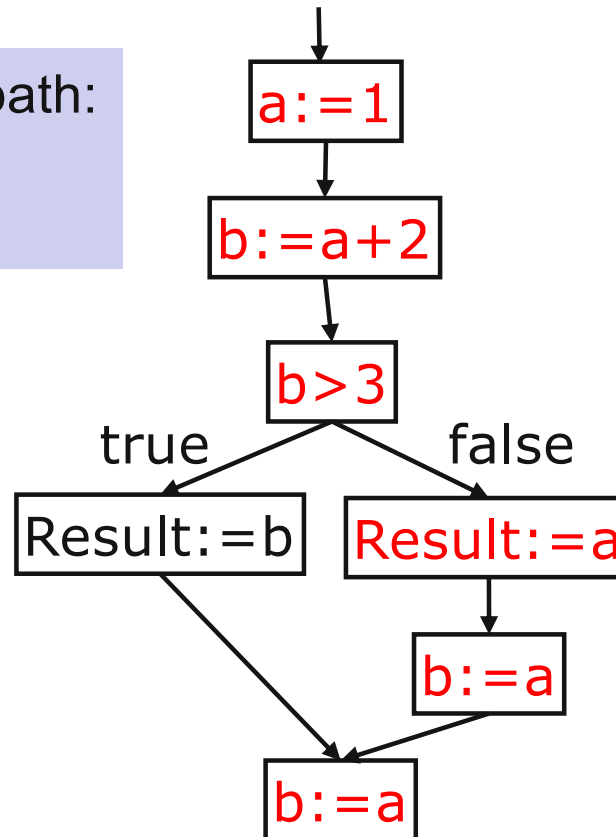 path:
a:=1
b:=a+2
b>3
true
false
Result:=b
Result:=a
b:=a
b:=a